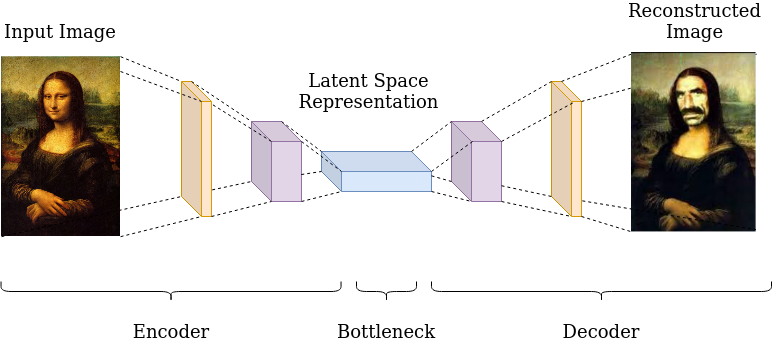 Input Image
Reconstructed
Image
Latent Space
Representation
Encoder
Bottleneck
Decoder